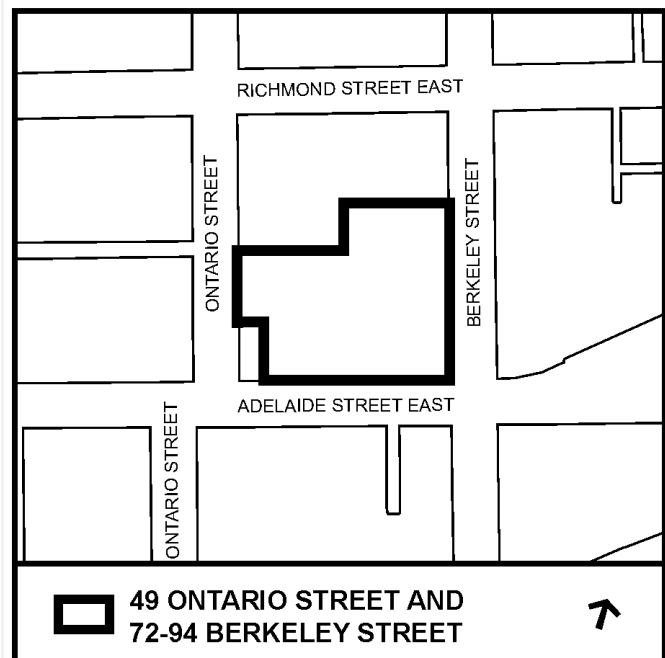 RICHMOND STREET EAST
ONTARIO STREET
BERKELEY STREET
ADELAIDE STREET EAST
ONTARIO STREET
49 ONTARIO STREET AND
72-94 BERKELEY STREET